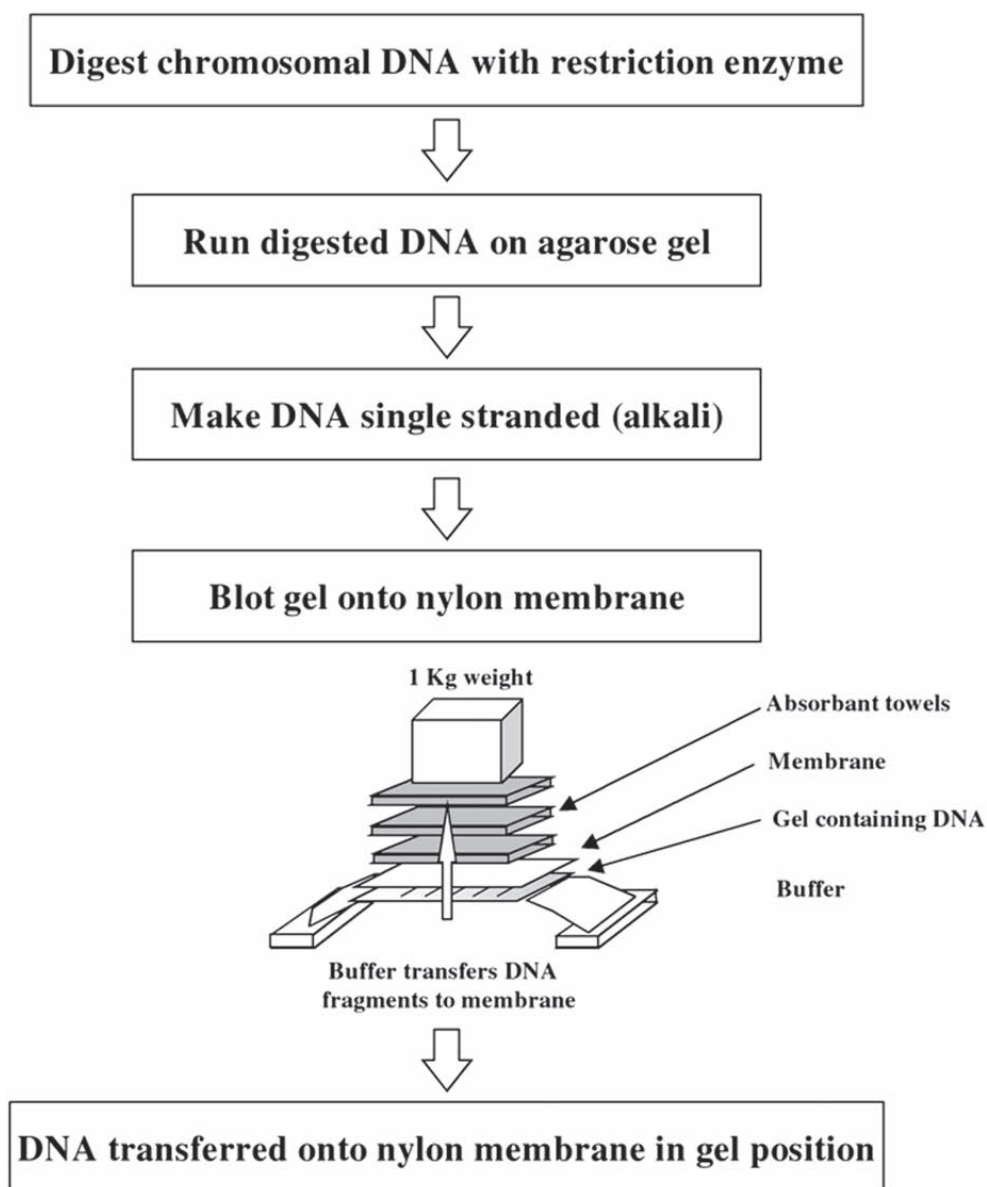 Digest chromosomal DNA with restriction enzyme
Run digested DNA on agarose gel
Make DNA single stranded (alkali)
Blot gel onto nylon membrane
1 Kg weight
Absorbant towels
Membrane
Gel containing DNA
Buffer
Buffer transfers DNA
fragments to membrane
DNA transferred onto nylon membrane in gel position